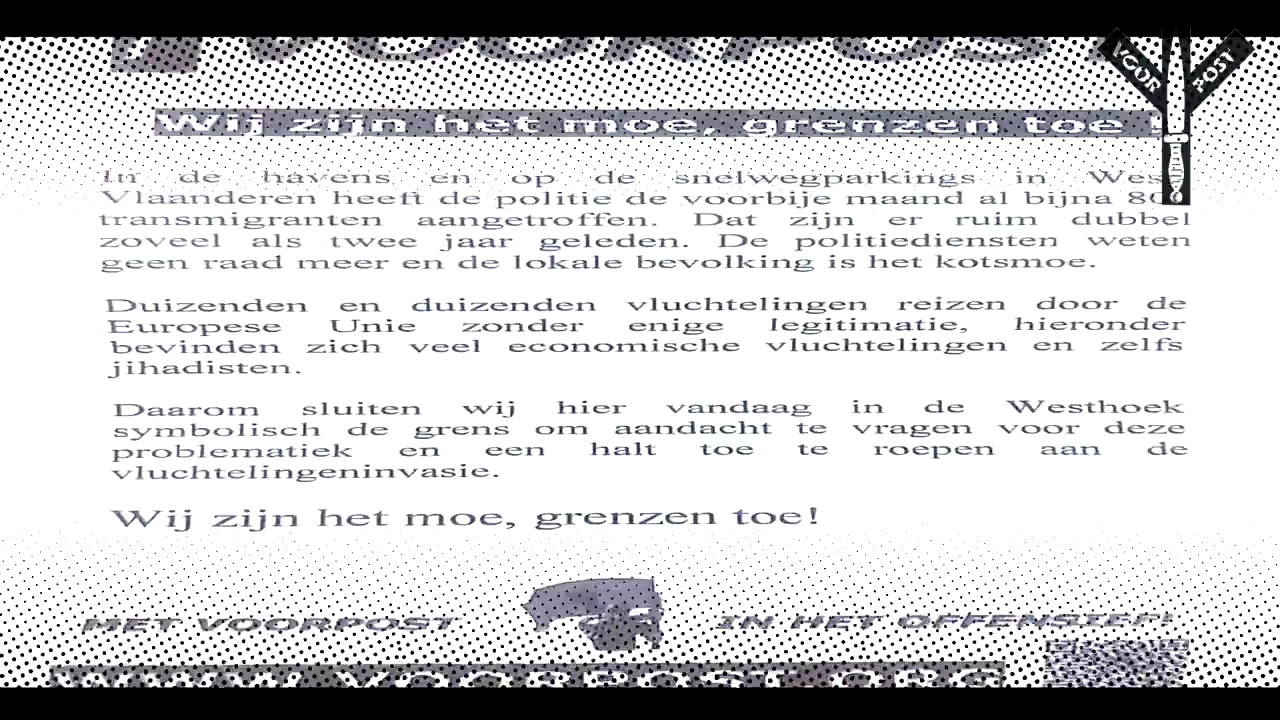 VOORPOST
VOOR POST
Wij zijn het moe, grenzen toe !
In de havens en op de snelwegparkings in West
Vlaanderen heeft de politie de voorbije maand al bijna
transmigranten aangetroffen. Dat zijn er ruim dubbel
zoveel als twee jaar geleden. De politiediensten weten
geen raad meer en de lokale bevolking is het kotsmoe.
Duizenden en duizenden vluchtelingen reizen door de
Europese Unie zonder enige legitimatie, hieronder
bevinden zich veel economische vluchtelingen en zelfs
jihadisten.
Daarom sluiten wij hier vandaag in de Westhoek
symbolisch de grens om aandacht te vragen voor deze
problematiek en een halt toe te roepen aan de
vluchtelingeninvasie.
Wij zijn het moe, grenzen toe!
MET VOORPOST IN HET OFFENSIEF!
WWW.VOORPOST.ORG